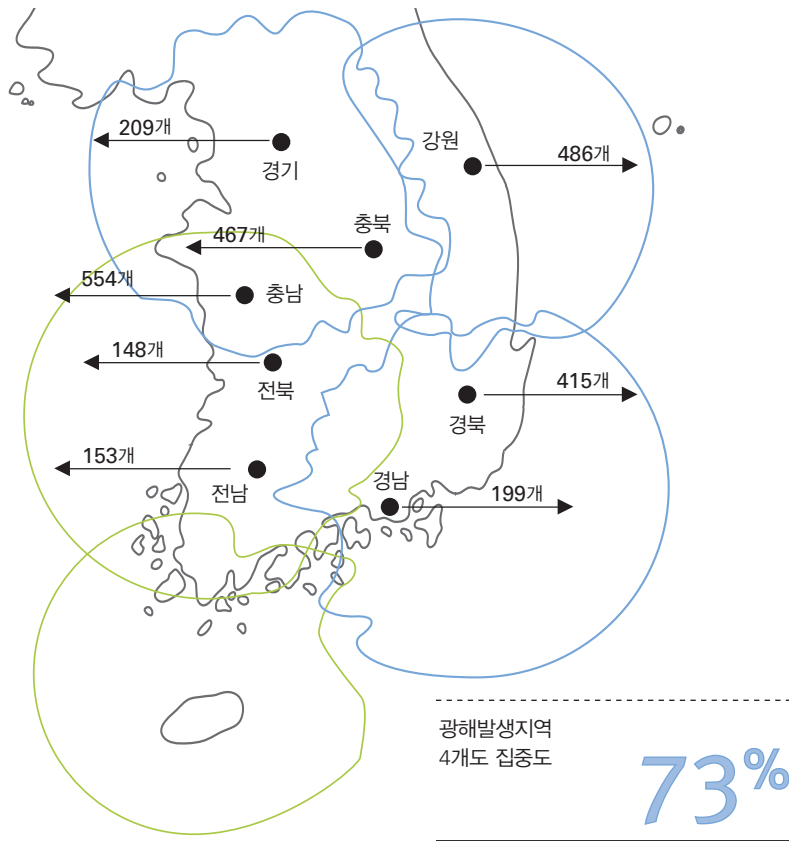 209개
경기
강원
486개
충북
467개
554개
충남
148개
전북
415개
경북
153개
전남
경남
199개
광해발생지역
4개도 집중도
73%